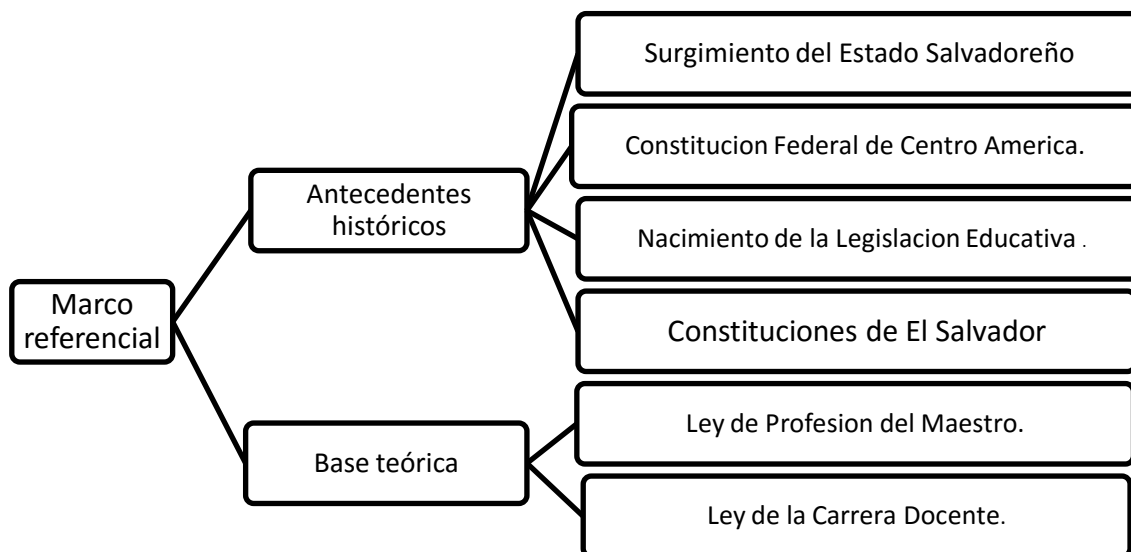 Marco
referencial
Antecedentes
históricos
Surgimiento del Estado Salvadoreño
Constitucion Federal de Centro America.
Nacimiento de la Legislacion Educativa .
Constituciones de El Salvador
Base teórica
Ley de Profesion del Maestro.
Ley de la Carrera Docente.